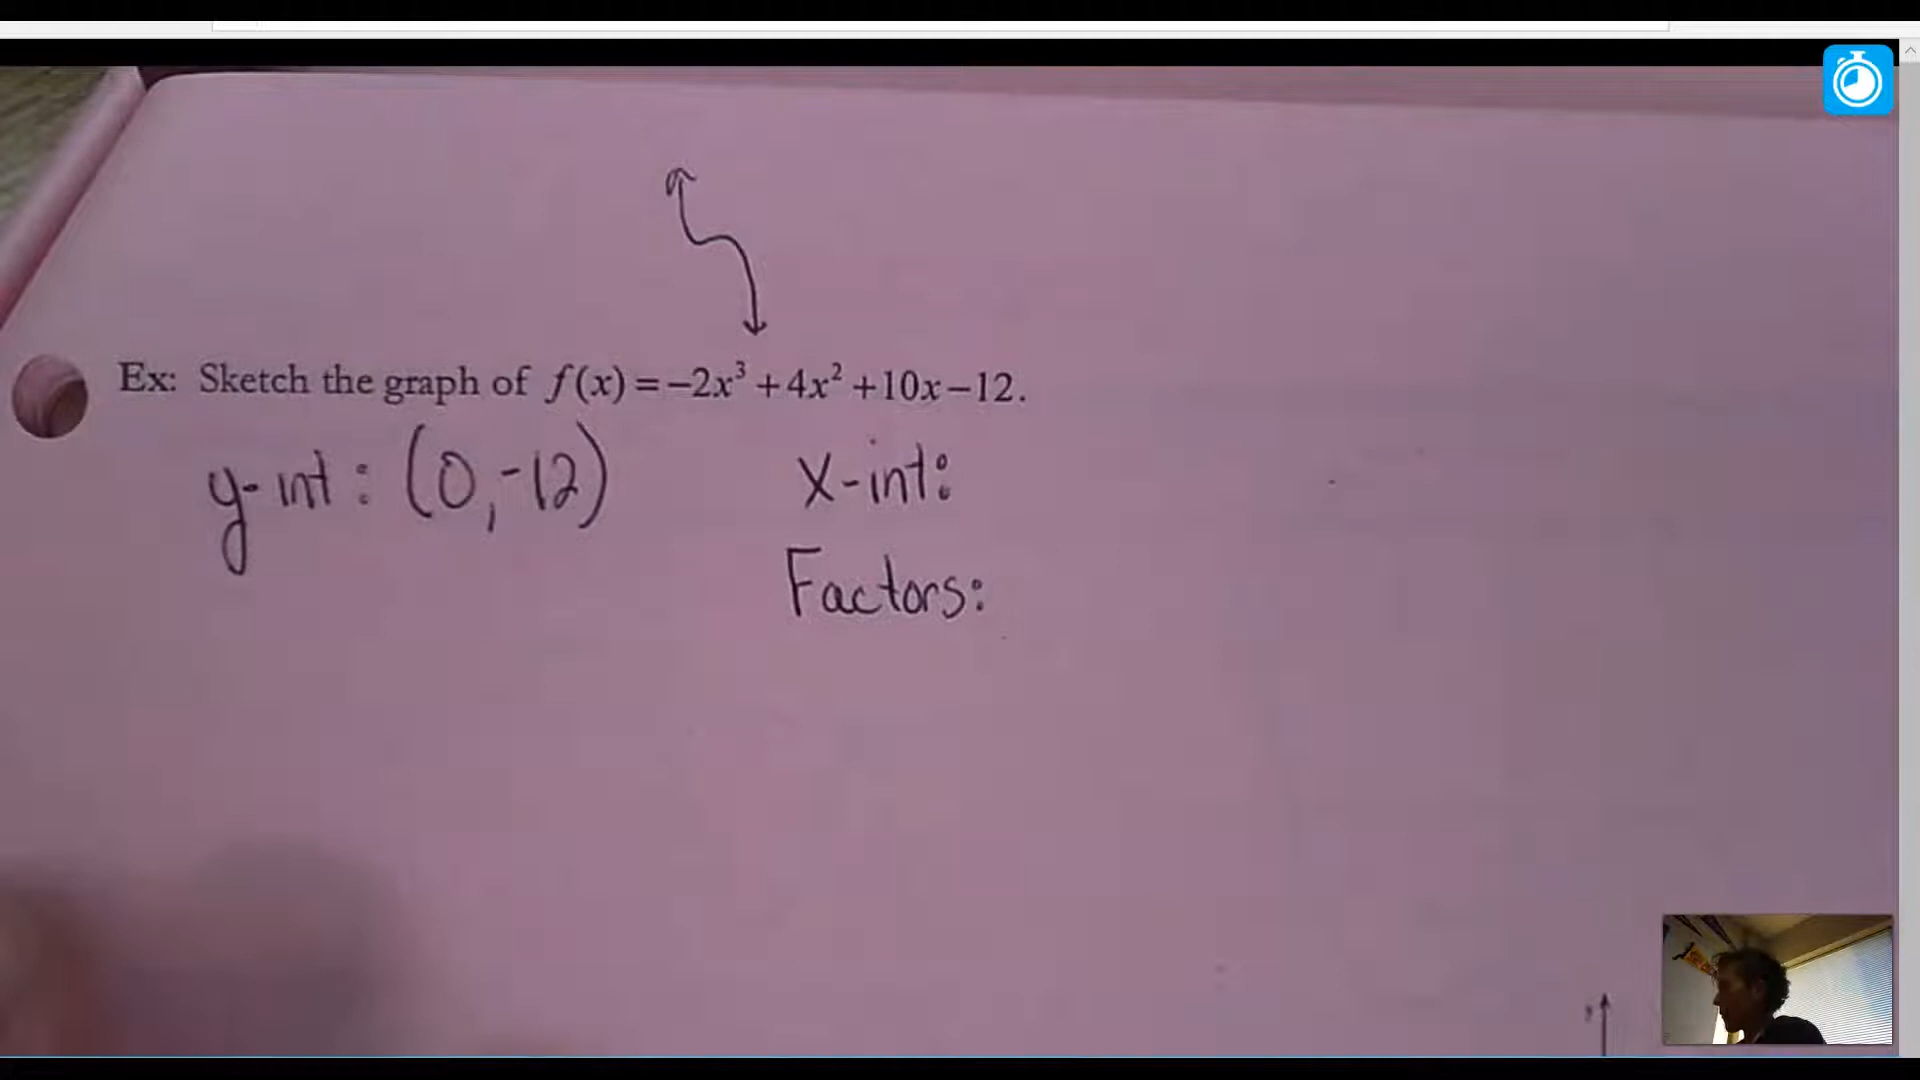 Ex: Sketch the graph of f(x)=−2x³+4x²+10x−12.
y-int: (0,-12)
x-int:
Factors:
y